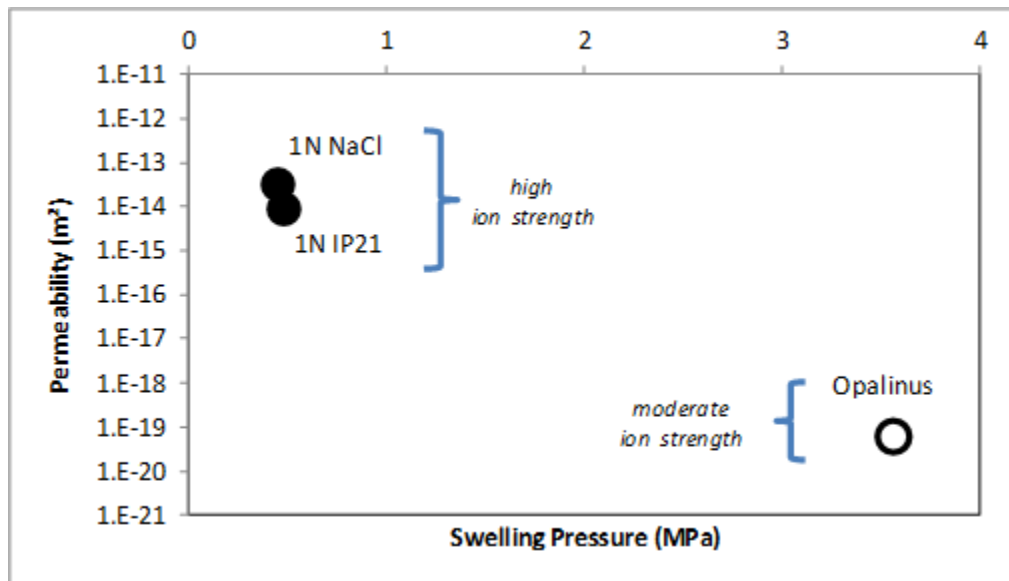 0 1 2 3 4
1.E-11
1.E-12
1N NaCl
1.E-13
high
1.E-14
ion strength
1N IP21
1.E-15
1.E-16
1.E-17
1.E-18
Opalinus
moderate
1.E-19
ion strength
1.E-20
1.E-21
Permeability (m²)
Swelling Pressure (MPa)